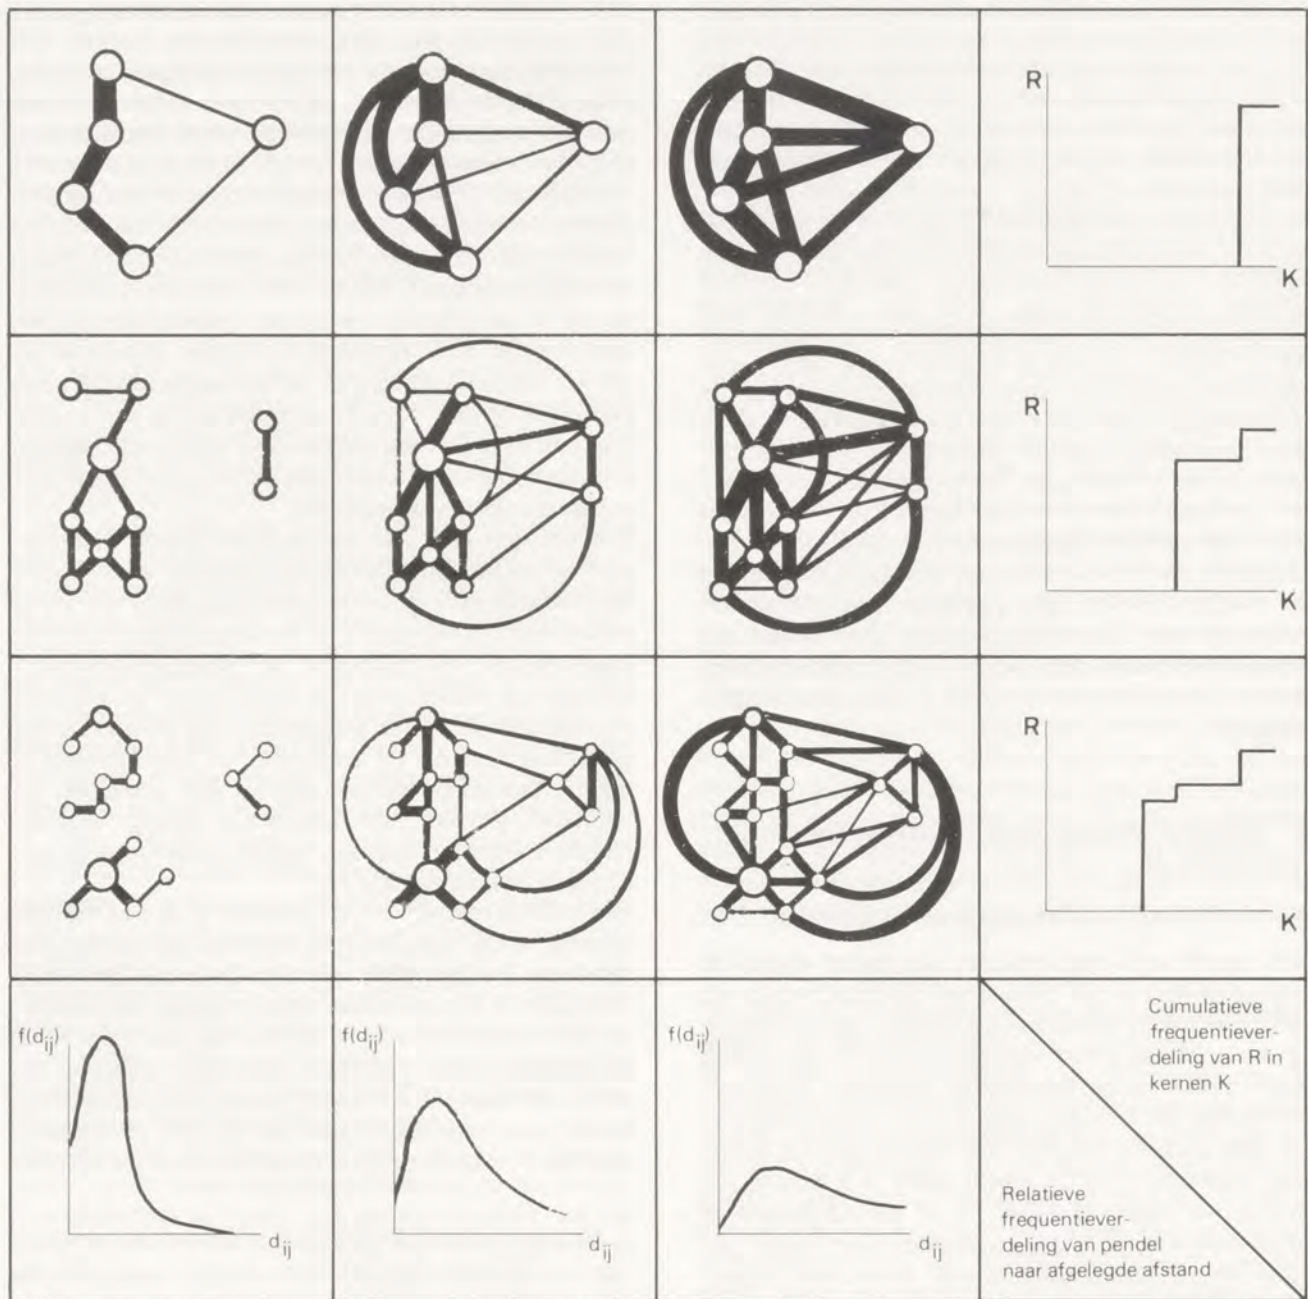 R
K
R
K
R
K
f(dij)
dij
f(dij)
dij
f(dij)
dij
Cumulatieve
frequentiever-
deling van R in
kernen K
Relatieve
frequentiever-
deling van pendel
naar afgelegde afstand